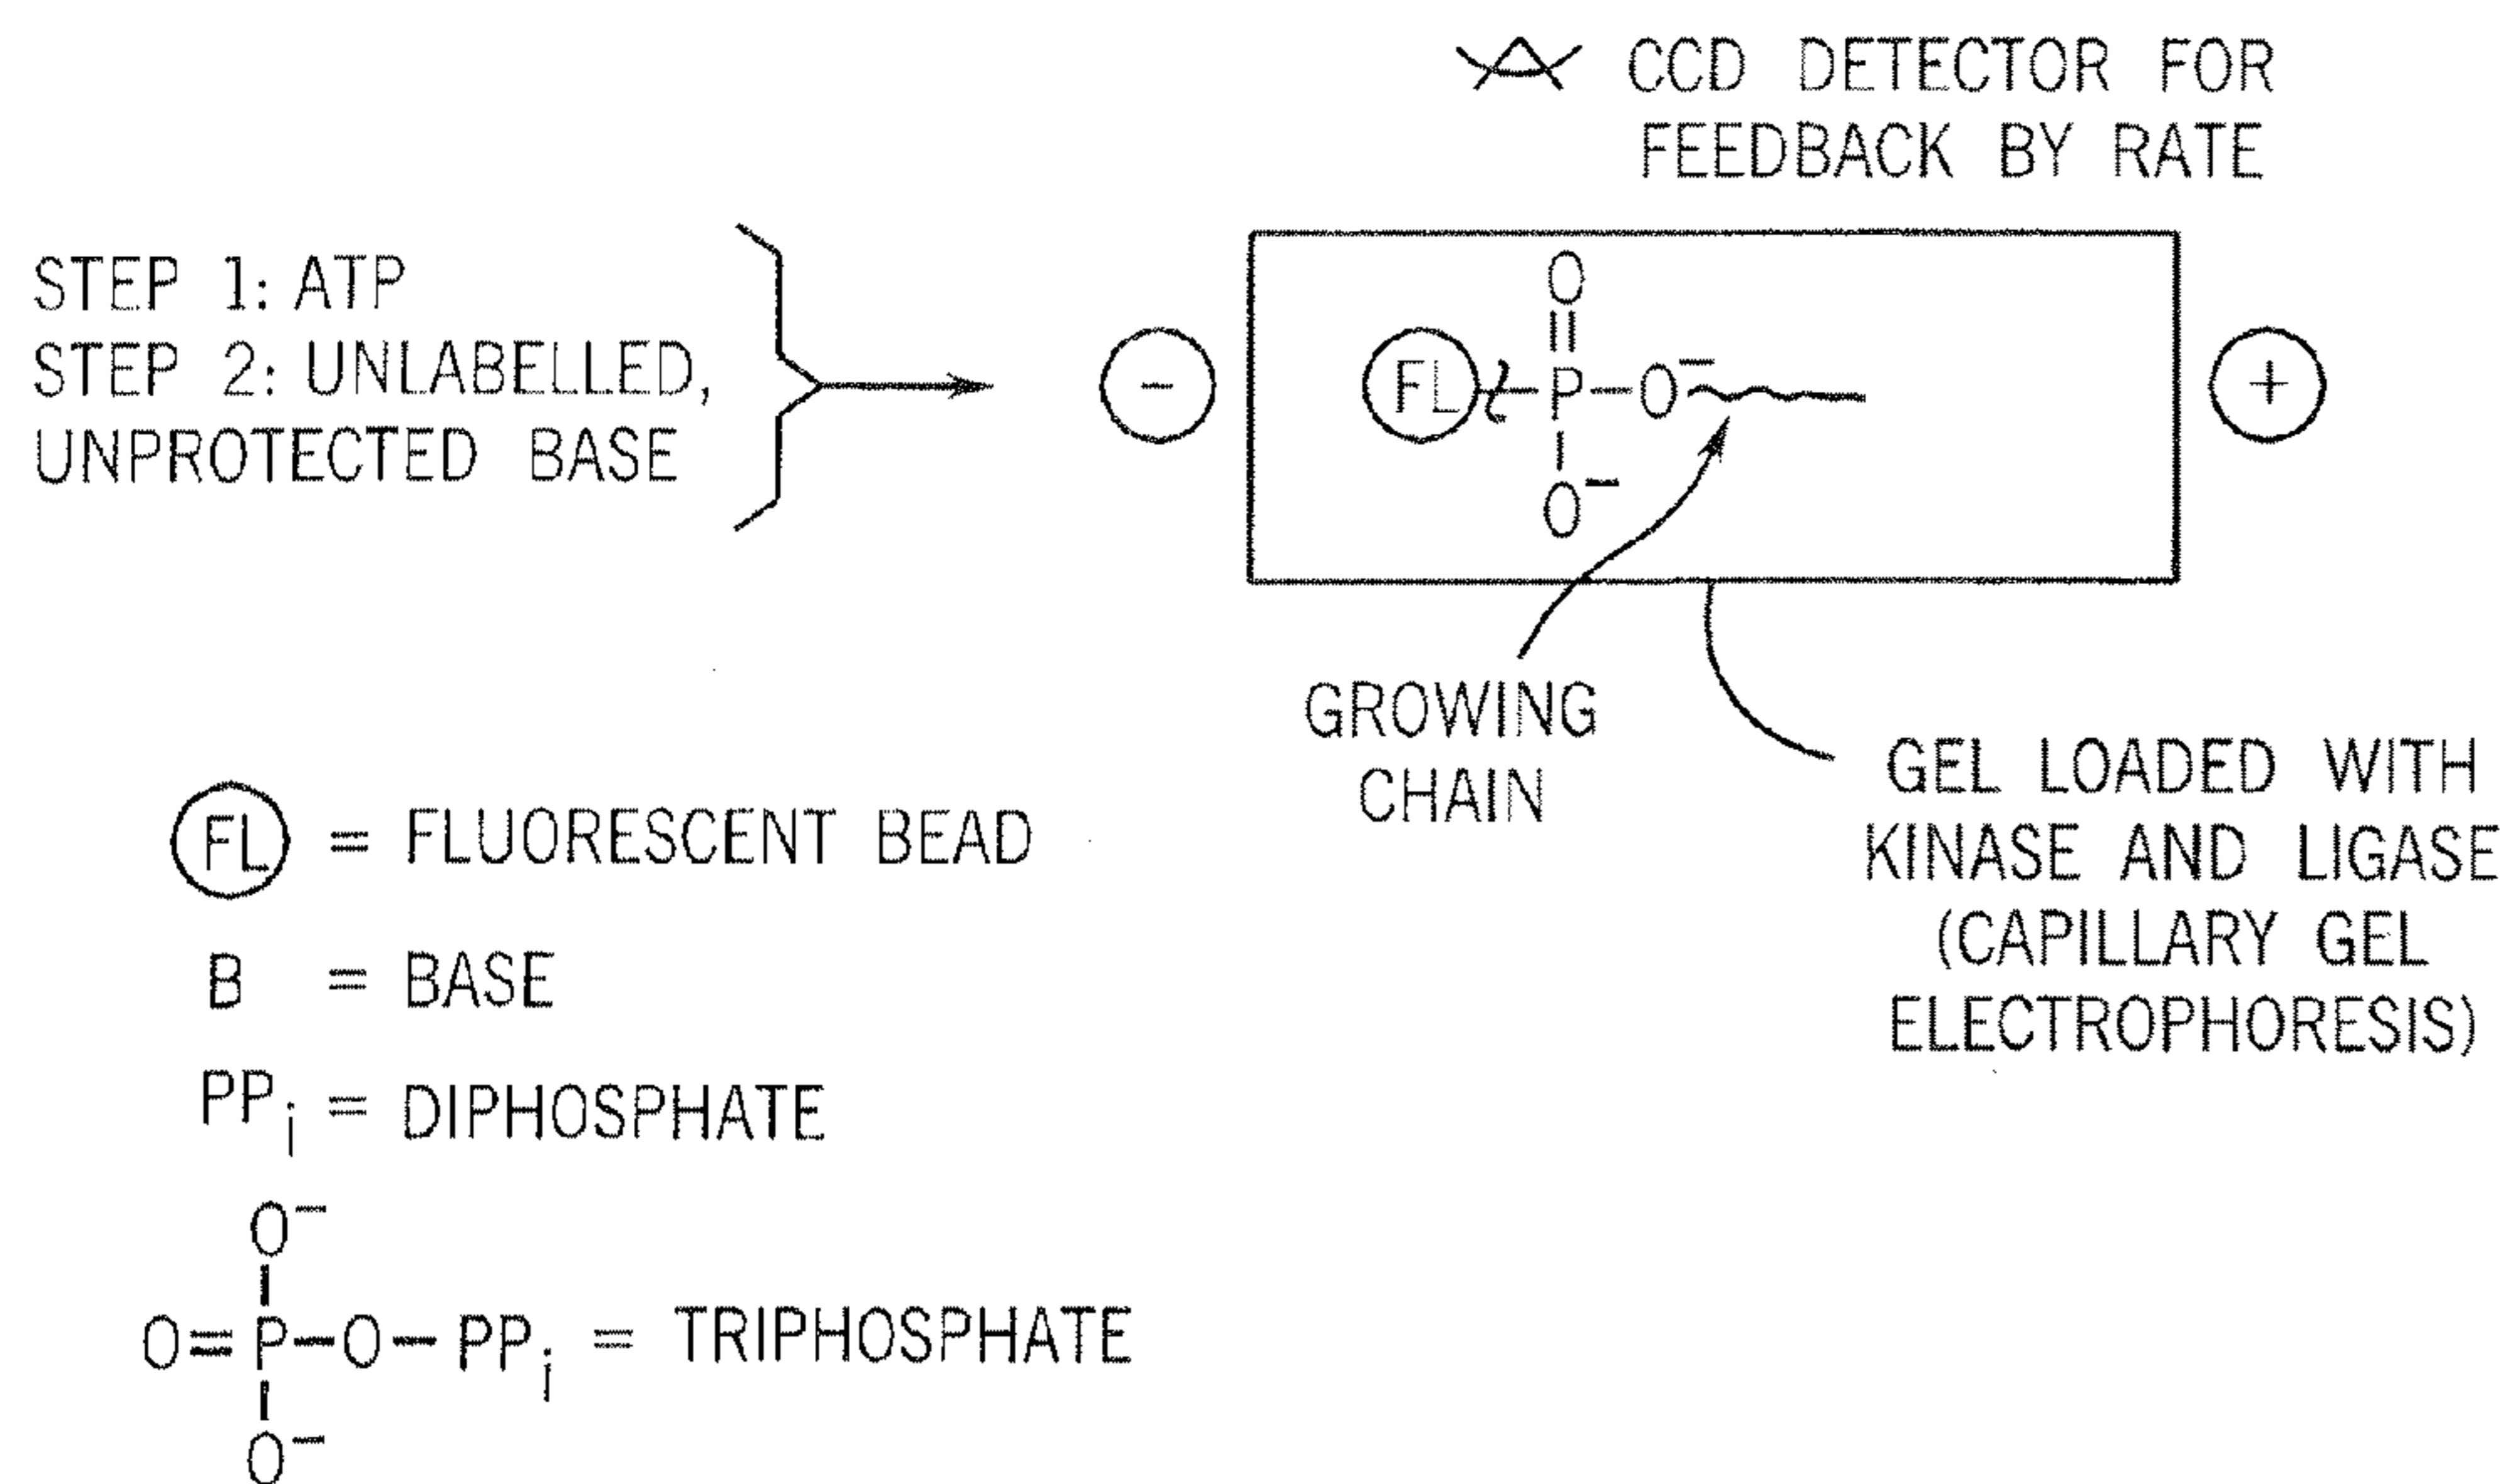 CCD DETECTOR FOR
FEEDBACK BY RATE
STEP 1: ATP
STEP 2: UNLABELLED,
UNPROTECTED BASE
-
O
FL P-O-
O-
+
GROWING
CHAIN
GEL LOADED WITH
KINASE AND LIGASE
(CAPILLARY GEL
ELECTROPHORESIS)
FL = FLUORESCENT BEAD
B = BASE
PPi = DIPHOSPHATE
O-
O=P-O-PPi = TRIPHOSPHATE
O-